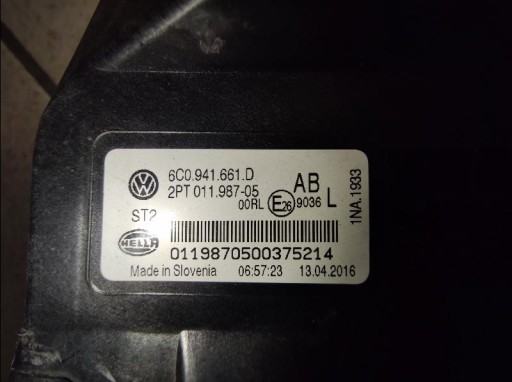 6C0.941.661.D
2PT 011.987-05
AB
00RL E26 9036 L
ST2
HELLA
0119870500375214
Made in Slovenia 06:57:23 13.04.2016
1NA.1933